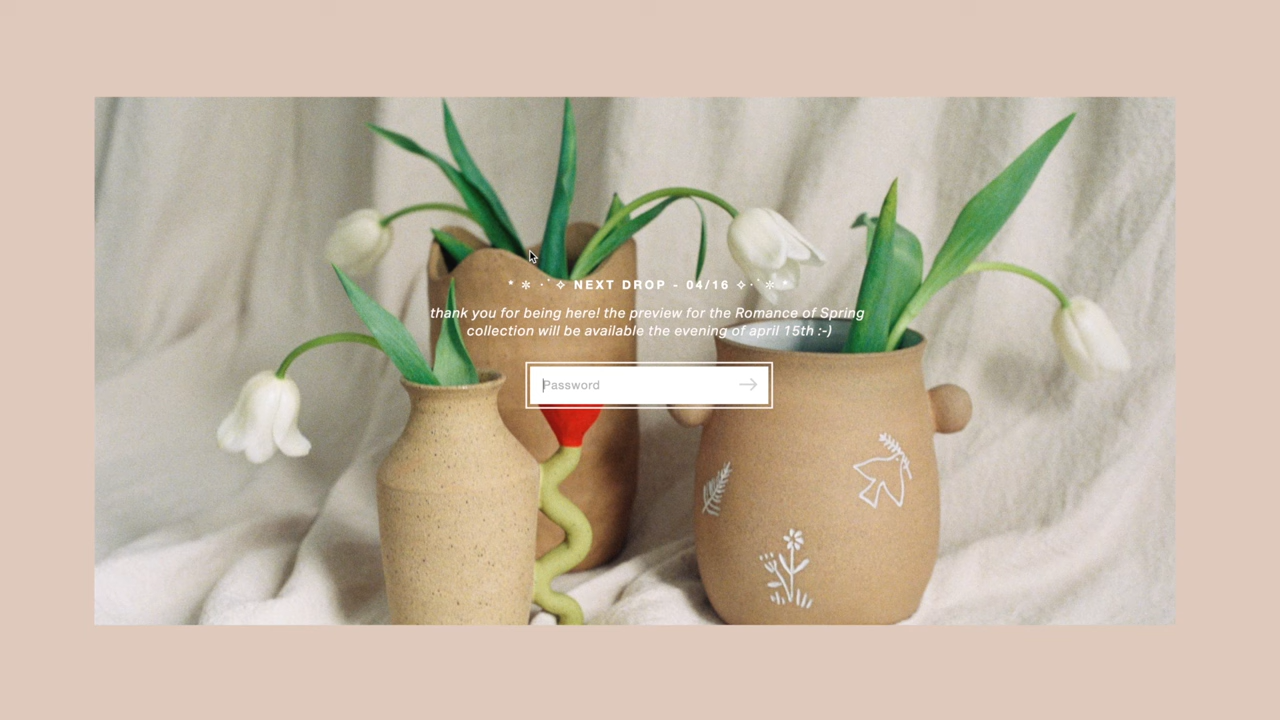 * ✼ ·˙✧ NEXT DROP - 04/16 ✧·˙✼ *
thank you for being here! the preview for the Romance of Spring
collection will be available the evening of april 15th :-)
Password